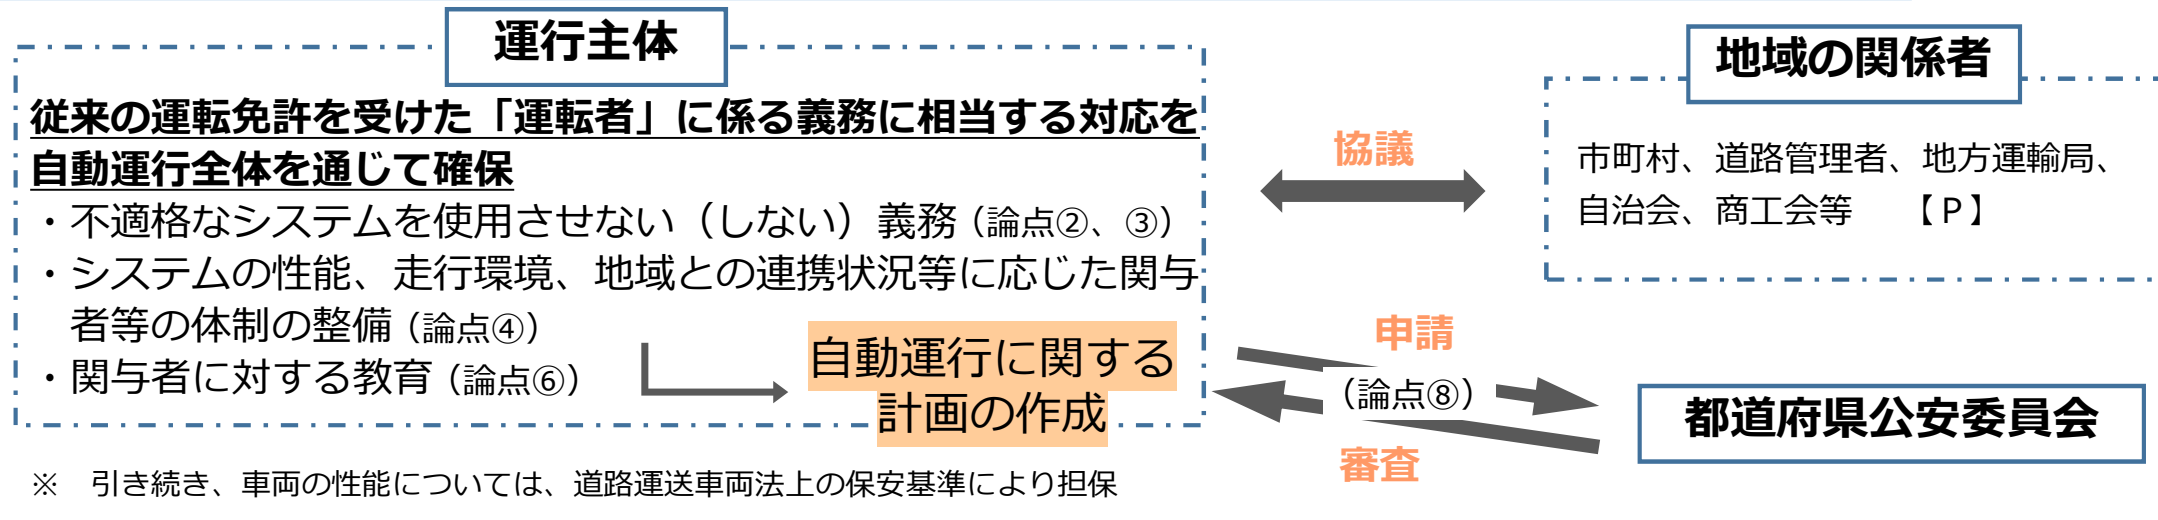 運行主体
従来の運転免許を受けた「運転者」に係る義務に相当する対応を
自動運行全体を通じて確保
・不適格なシステムを使用させない（しない）義務（論点②、③）
・システムの性能、走行環境、地域との連携状況等に応じた関与
者等の体制の整備（論点④）
・関与者に対する教育（論点⑥）
自動運行に関する
計画の作成
※　引き続き、車両の性能については、道路運送車両法上の保安基準により担保
協議
地域の関係者
市町村、道路管理者、地方運輸局、
自治会、商工会等　【Ｐ】
申請
（論点⑧）
審査
都道府県公安委員会